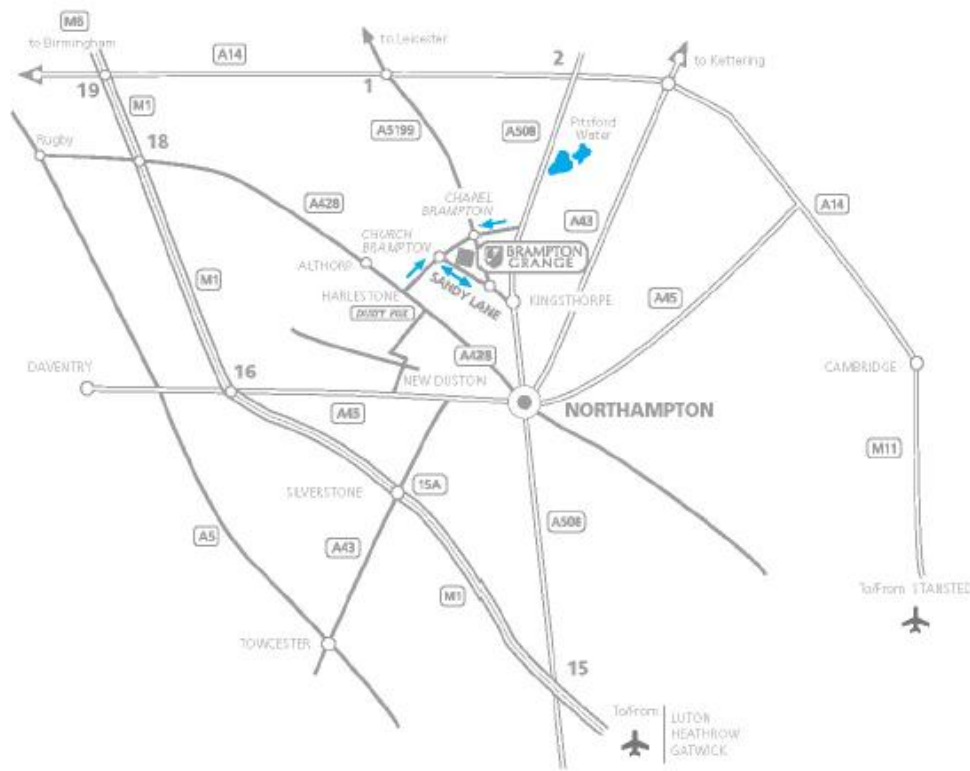 M6
to Birmingham
A14
to Leicester
2
to Kettering
19
1
M1
A5199
A508
Pitsford
Water
Rugby
18
CHAPEL
BRAMPTON
A428
A43
A14
CHURCH
BRAMPTON
BRAMPTON
GRANGE
ALTHORP
M1
SANDY LANE
HARLESTONE
KINGSTHORPE
A45
A428
DAVENTRY
16
NEW DUSTON
CAMBRIDGE
A45
NORTHAMPTON
M11
SILVERSTONE
15A
A5
A43
A508
M1
To/From STANSTED
TOWCESTER
15
To/From
LUTON
HEATHROW
GATWICK